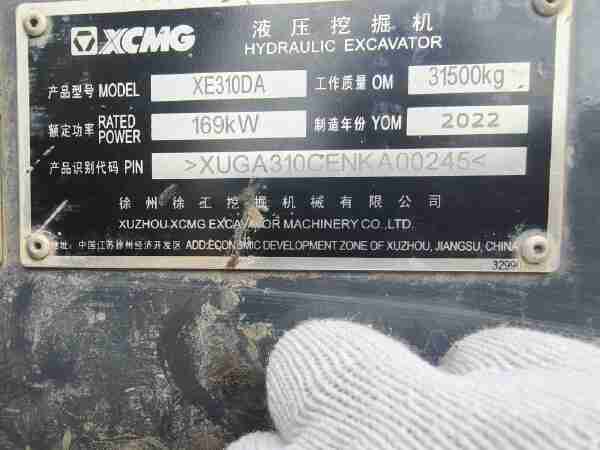 XCMG 液压挖掘机
HYDRAULIC EXCAVATOR
产品型号 MODEL XE310DA 工作质量 OM 31500kg
额定功率 RATED POWER 169kW 制造年份 YOM 2022
产品识别代码 PIN >XUGA310CENKA00245<
徐州徐工挖掘机械有限公司
XUZHOU XCMG EXCAVATOR MACHINERY CO.,LTD.
地址: 中国江苏徐州经济开发区 ADD:ECONOMIC DEVELOPMENT ZONE OF XUZHOU, JIANGSU, CHINA